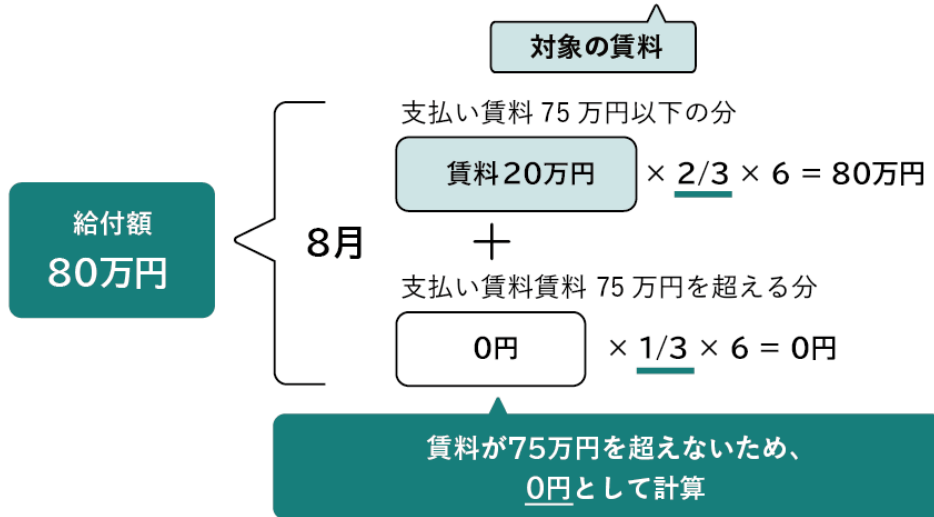 対象の賃料
支払い賃料 75 万円以下の分
賃料20万円 × 2/3 × 6 = 80万円
給付額
80万円
8月
+
支払い賃料賃料 75 万円を超える分
0円 × 1/3 × 6 = 0円
賃料が75万円を超えないため、
0円として計算